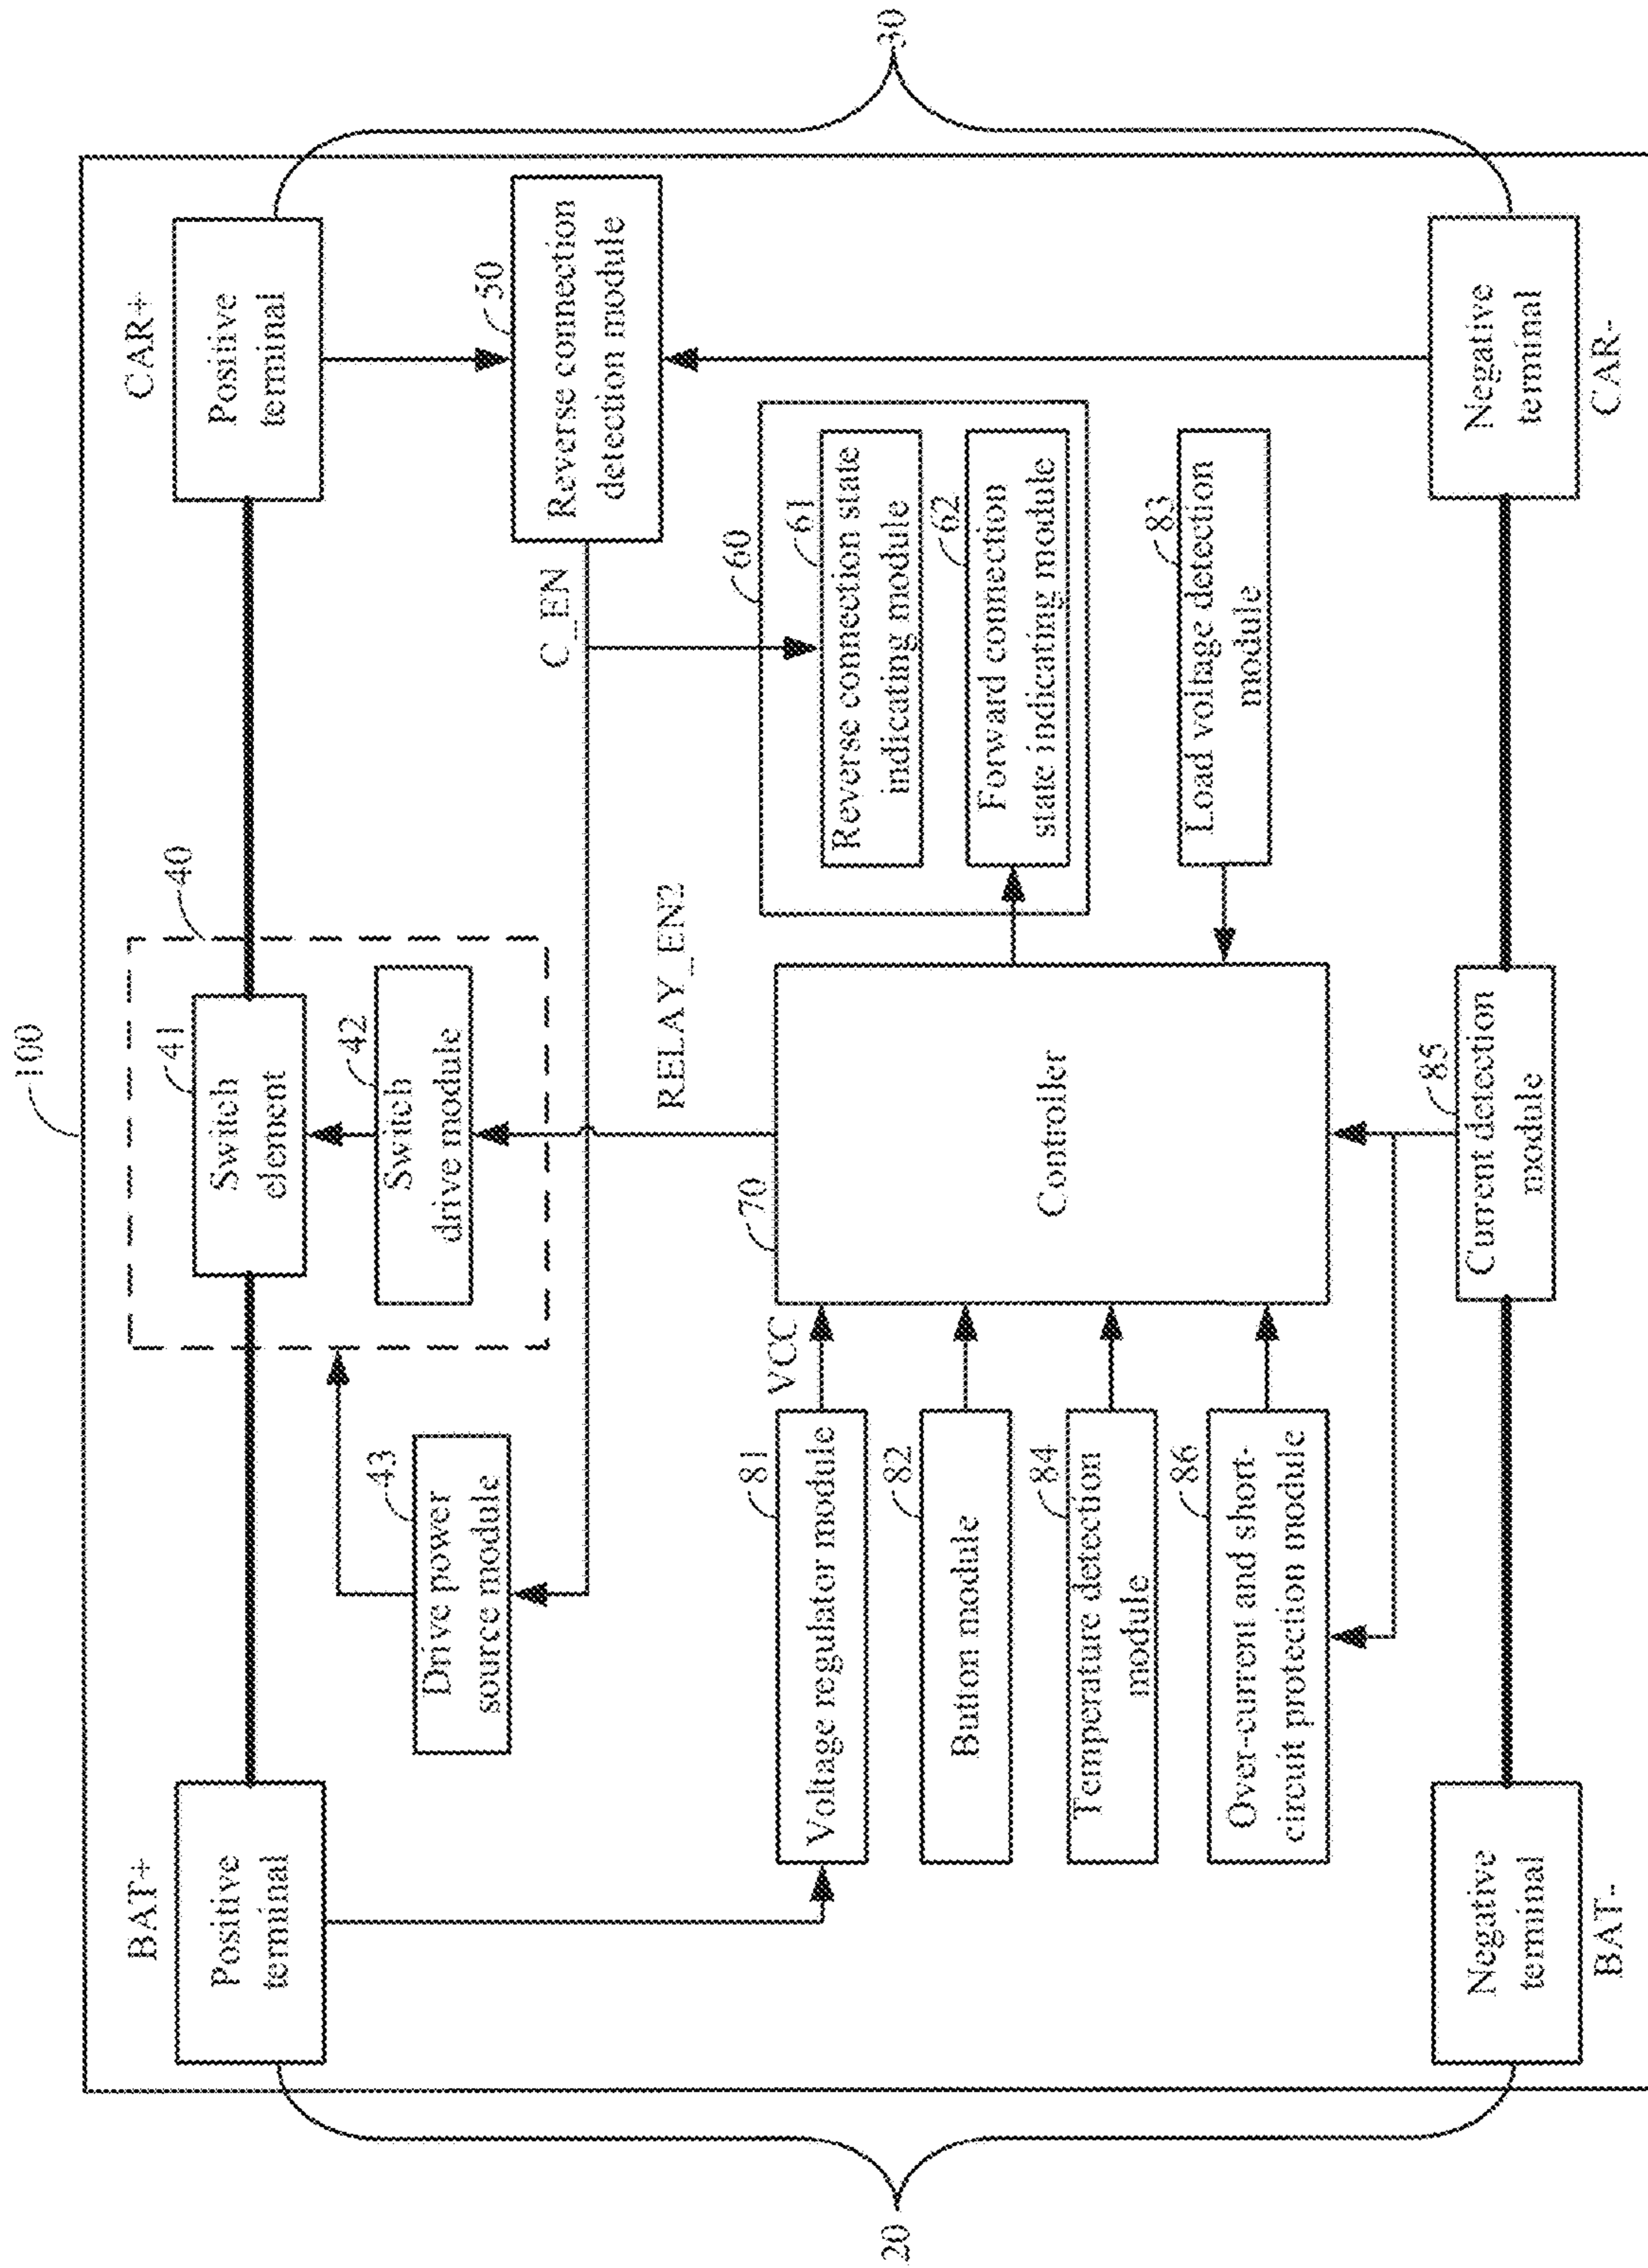 100
BAT+
CAR+
Positive
terminal
41
Switch
element
40
Positive
terminal
42
Switch
drive module
43
Drive power
source module
50
Reverse connection
detection module
C_EN
RELAY_EN2
20
30
81
Voltage regulator module
VCC
82
Button module
84
Temperature detection
module
86
Over-current and short-
circuit protection module
70
Controller
60
61
Reverse connection state
indicating module
62
Forward connection
state indicating module
83
Load voltage detection
module
Negative
terminal
BAT-
85
Current detection
module
Negative
terminal
CAR-